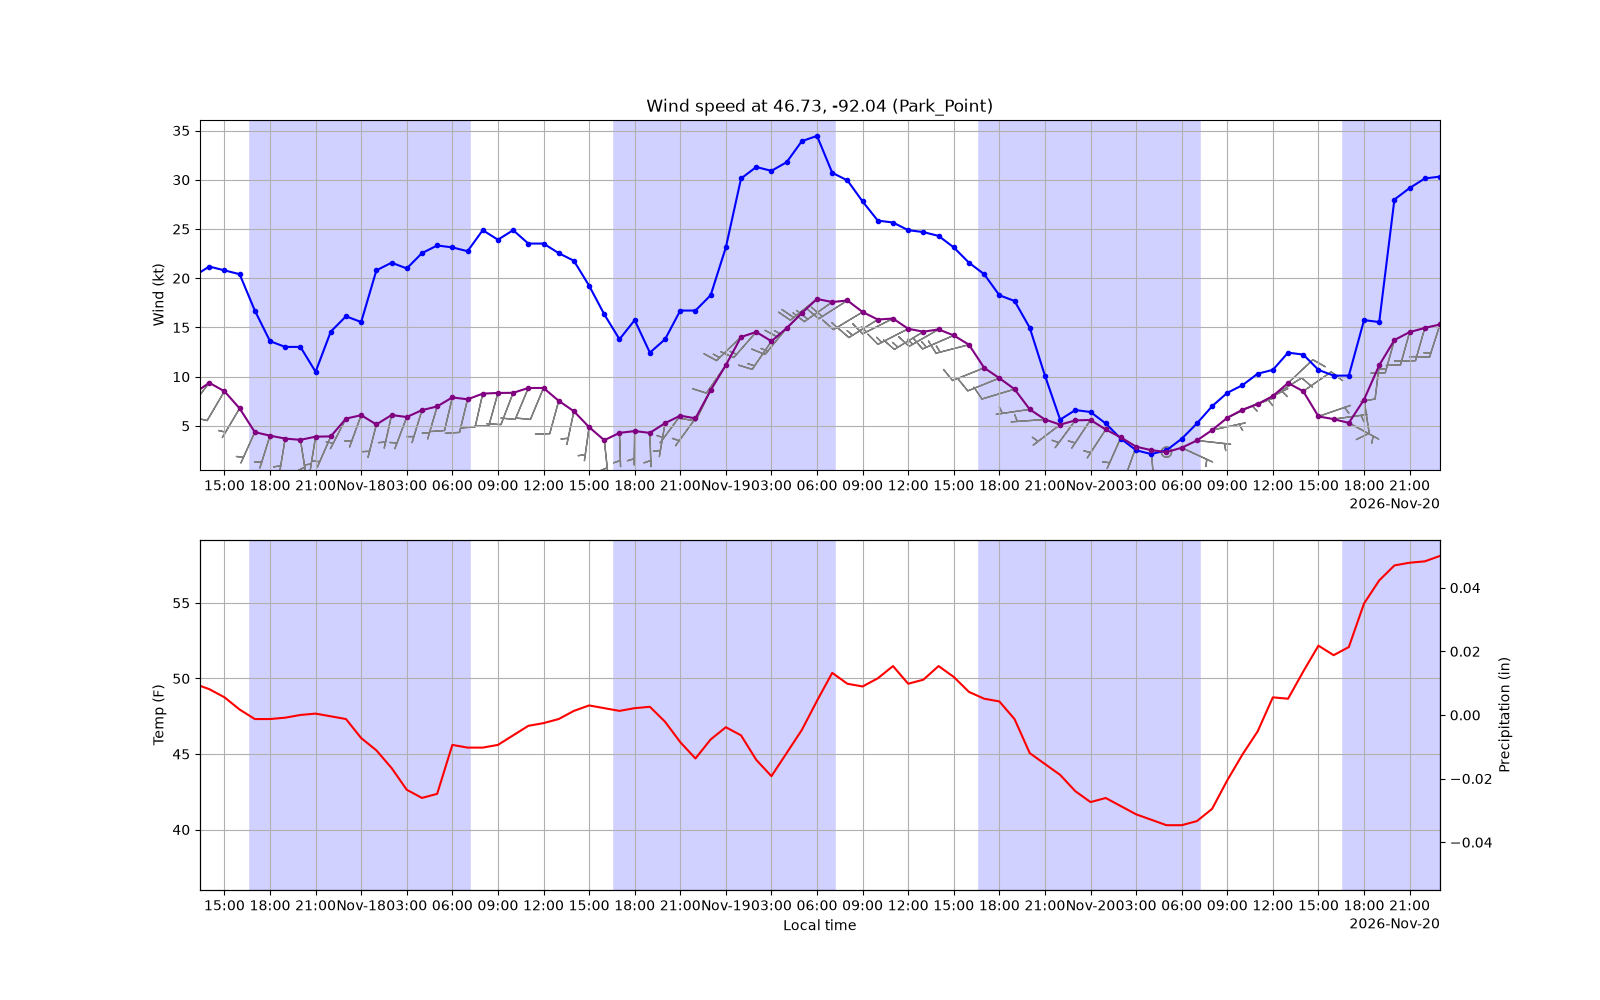 Wind speed at 46.73, -92.04 (Park_Point)
35
30
25
20
15
10
5
Wind (kt)
15:00 18:00 21:00 Nov-18 03:00 06:00 09:00 12:00 15:00 18:00 21:00 Nov-19 03:00 06:00 09:00 12:00 15:00 18:00 21:00 Nov-20 03:00 06:00 09:00 12:00 15:00 18:00 21:00
2026-Nov-20
55
50
45
40
Temp (F)
0.04
0.02
0.00
−0.02
−0.04
Precipitation (in)
15:00 18:00 21:00 Nov-18 03:00 06:00 09:00 12:00 15:00 18:00 21:00 Nov-19 03:00 06:00 09:00 12:00 15:00 18:00 21:00 Nov-20 03:00 06:00 09:00 12:00 15:00 18:00 21:00
Local time
2026-Nov-20